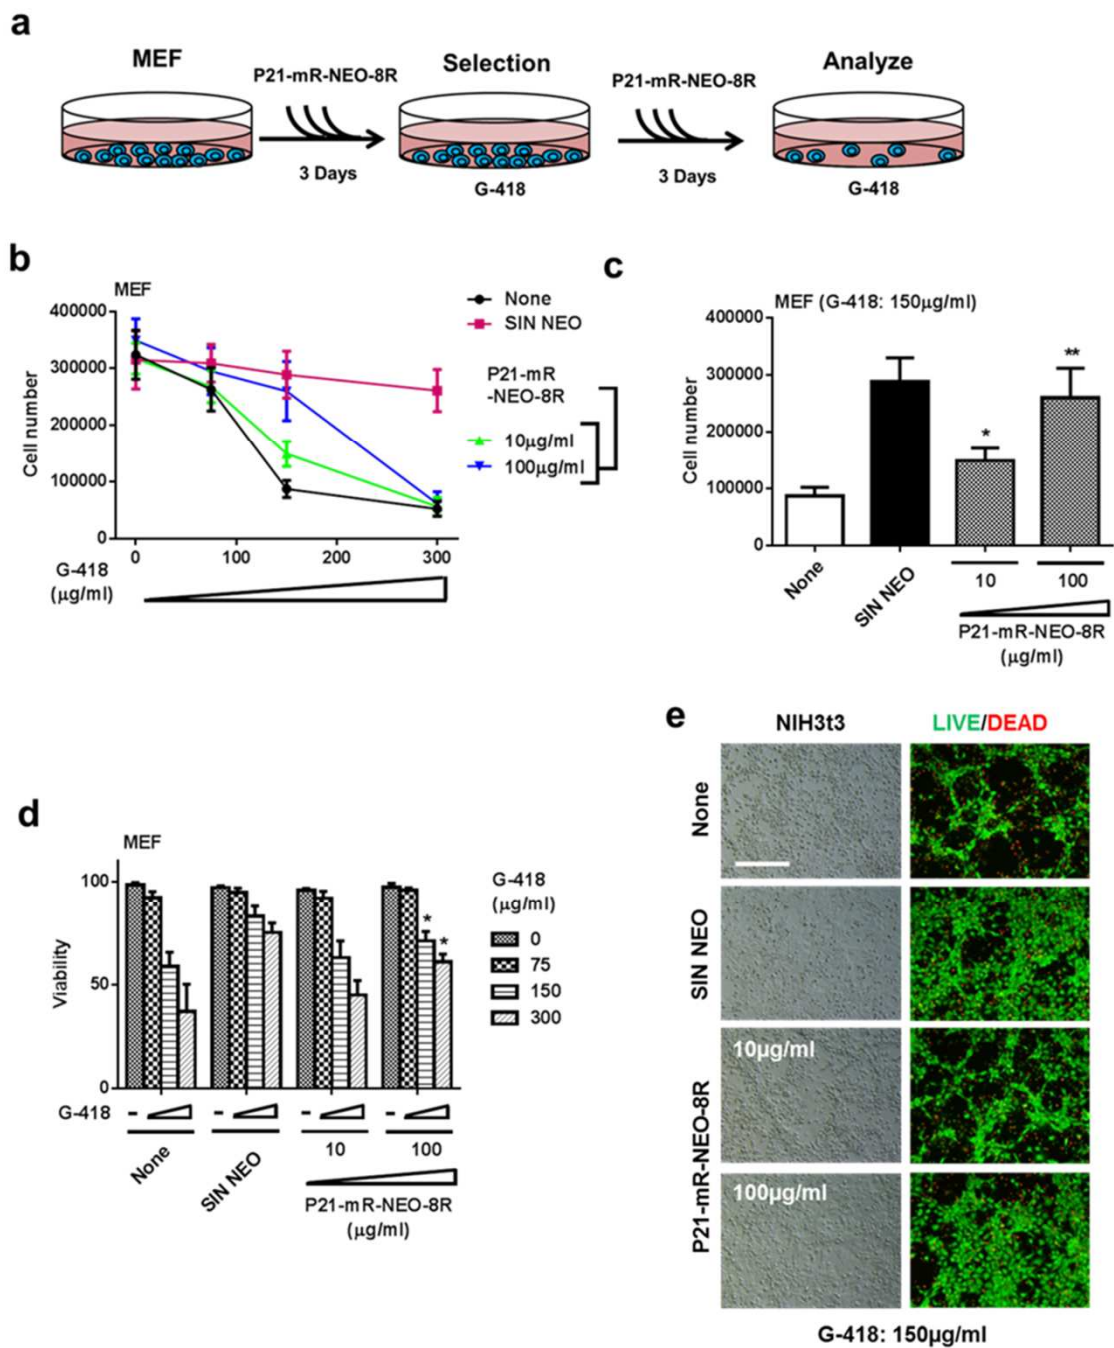 a
MEF
P21-mR-NEO-8R
Selection
P21-mR-NEO-8R
Analyze
3 Days
G-418
3 Days
G-418
b
MEF
400000
300000
200000
100000
0
Cell number
0
100
200
300
G-418
(μg/ml)
None
SIN NEO
P21-mR
-NEO-8R
10μg/ml
100μg/ml
c
MEF (G-418: 150μg/ml)
400000
300000
200000
100000
0
Cell number
*
**
None
SIN NEO
10
100
P21-mR-NEO-8R
(μg/ml)
d
MEF
100
50
0
Viability
*
*
G-418
(μg/ml)
0
75
150
300
G-418
-
-
-
-
None
SIN NEO
10
100
P21-mR-NEO-8R
(μg/ml)
e
NIH3t3
LIVE/DEAD
None
SIN NEO
P21-mR-NEO-8R
10μg/ml
100μg/ml
G-418: 150μg/ml